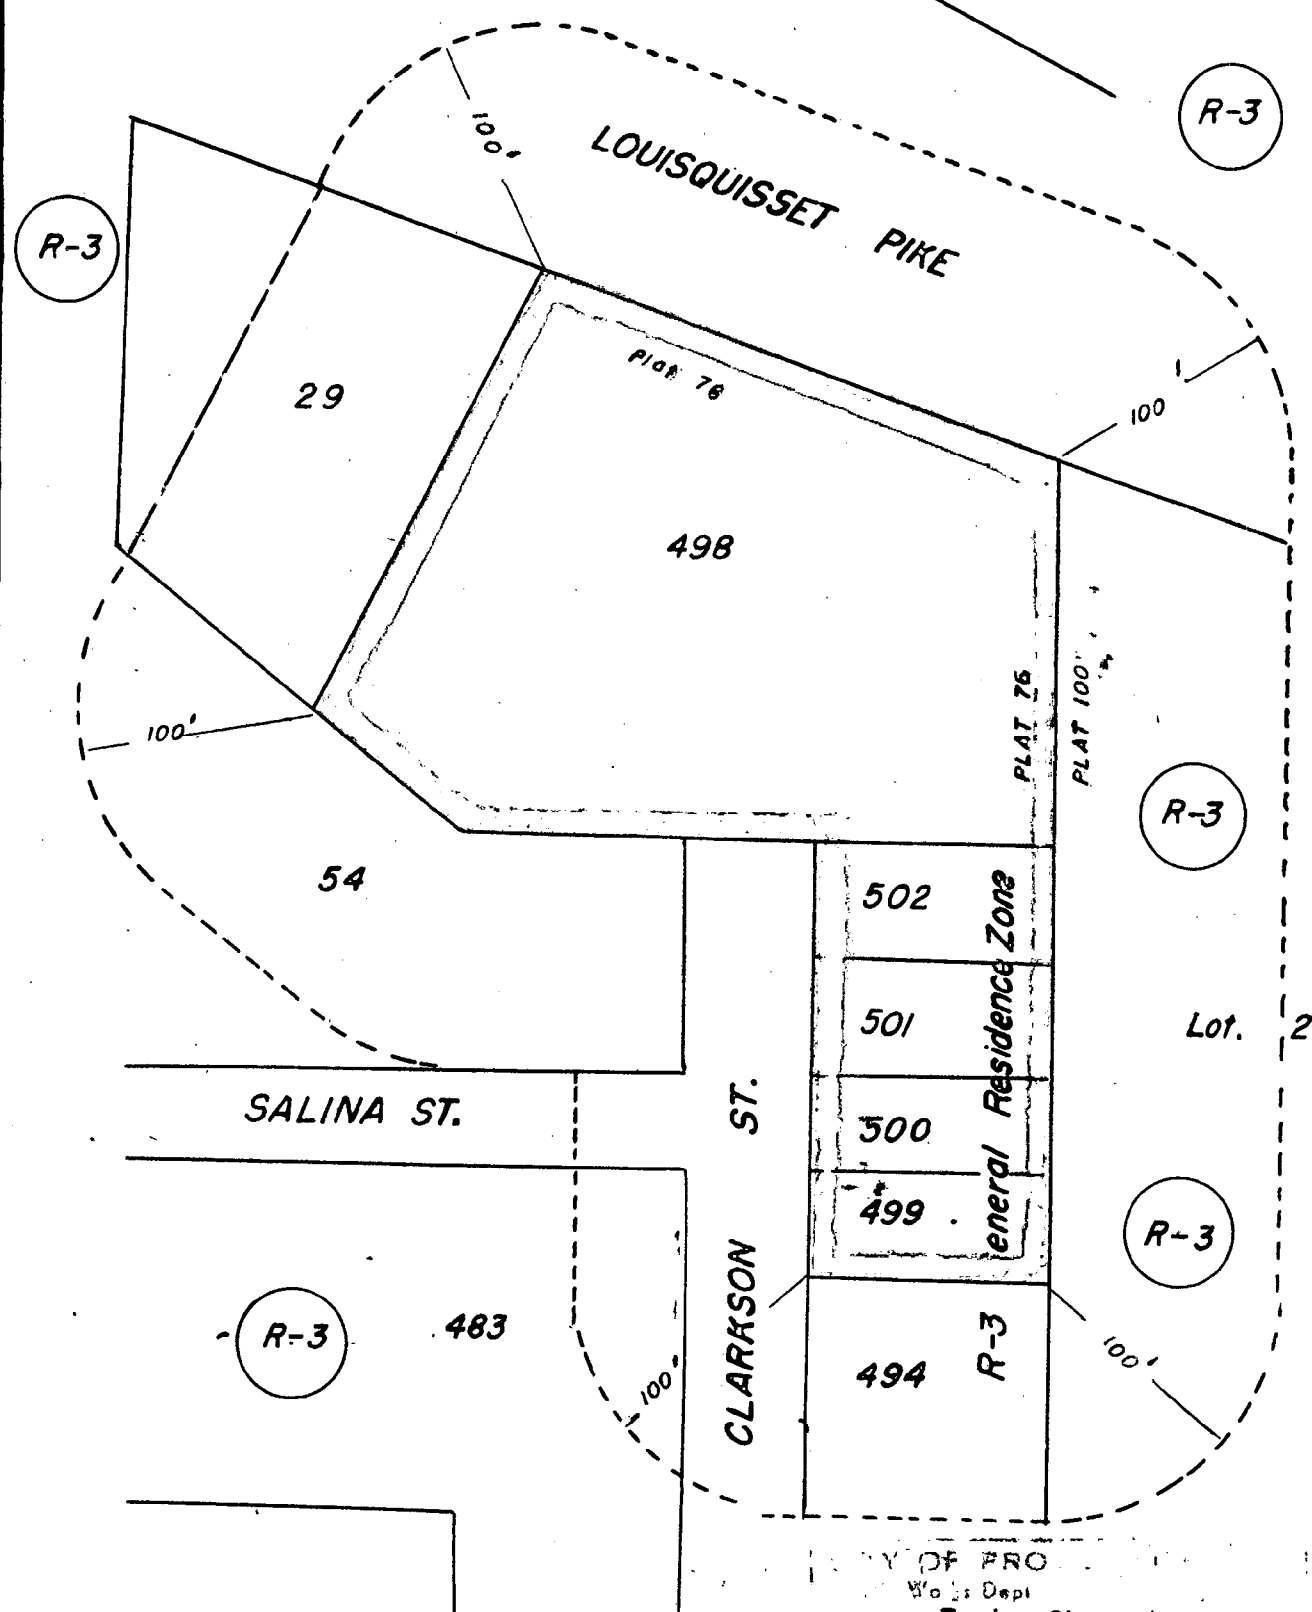 R-3
100'
LOUISQUISSET PIKE
R-3
29
Plat 76
100'
498
PLAT 76
PLAT 100
100'
R-3
54
502
501
500
499
eneral Residence Zone
R-3
Lot. 2
SALINA ST.
CLARKSON ST.
R-3
R-3
483
494
100'
100'
Y OF PRO
Dept